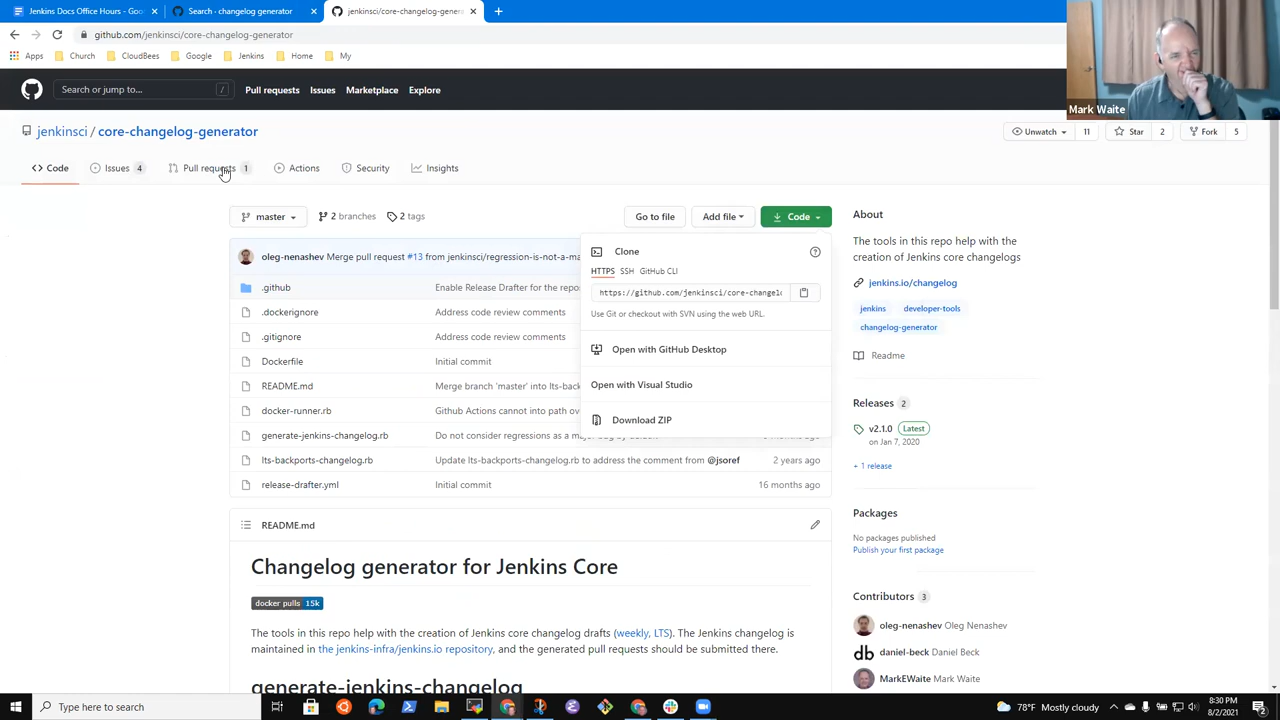 Jenkins Docs Office Hours - Goo
Search · changelog generator
jenkinsci/core-changelog-genera
github.com/jenkinsci/core-changelog-generator
Apps
Church
CloudBees
Google
Jenkins
Home
My
Mark Waite
Search or jump to...
/
Pull requests
Issues
Marketplace
Explore
jenkinsci / core-changelog-generator
Unwatch
11
Star
2
Fork
5
Code
Issues 4
Pull requests 1
Actions
Security
Insights
master
2 branches
2 tags
Go to file
Add file
Code
oleg-nenashev Merge pull request #13 from jenkinsci/regression-is-not-a-ma
.github
Enable Release Drafter for the repo
.dockerignore
Address code review comments
.gitignore
Address code review comments
Dockerfile
Initial commit
README.md
Merge branch 'master' into lts-back
docker-runner.rb
Github Actions cannot into path ov
generate-jenkins-changelog.rb
lts-backports-changelog.rb
Update lts-backports-changelog.rb to address the comment from @jsoref
2 years ago
release-drafter.yml
Initial commit
16 months ago
Clone
HTTPS
SSH
GitHub CLI
https://github.com/jenkinsci/core-changelo
Use Git or checkout with SVN using the web URL.
Open with GitHub Desktop
Open with Visual Studio
Download ZIP
README.md
Changelog generator for Jenkins Core
docker pulls 15k
The tools in this repo help with the creation of Jenkins core changelog drafts (weekly, LTS). The Jenkins changelog is
maintained in the jenkins-infra/jenkins.io repository, and the generated pull requests should be submitted there.
generate-jenkins-changelog
About
The tools in this repo help with the
creation of Jenkins core changelogs
jenkins.io/changelog
jenkins
developer-tools
changelog-generator
Readme
Releases 2
v2.1.0 Latest
on Jan 7, 2020
+ 1 release
Packages
No packages published
Publish your first package
Contributors 3
oleg-nenashev Oleg Nenashev
daniel-beck Daniel Beck
MarkEWaite Mark Waite
Type here to search
78°F Mostly cloudy
8:30 PM
8/2/2021